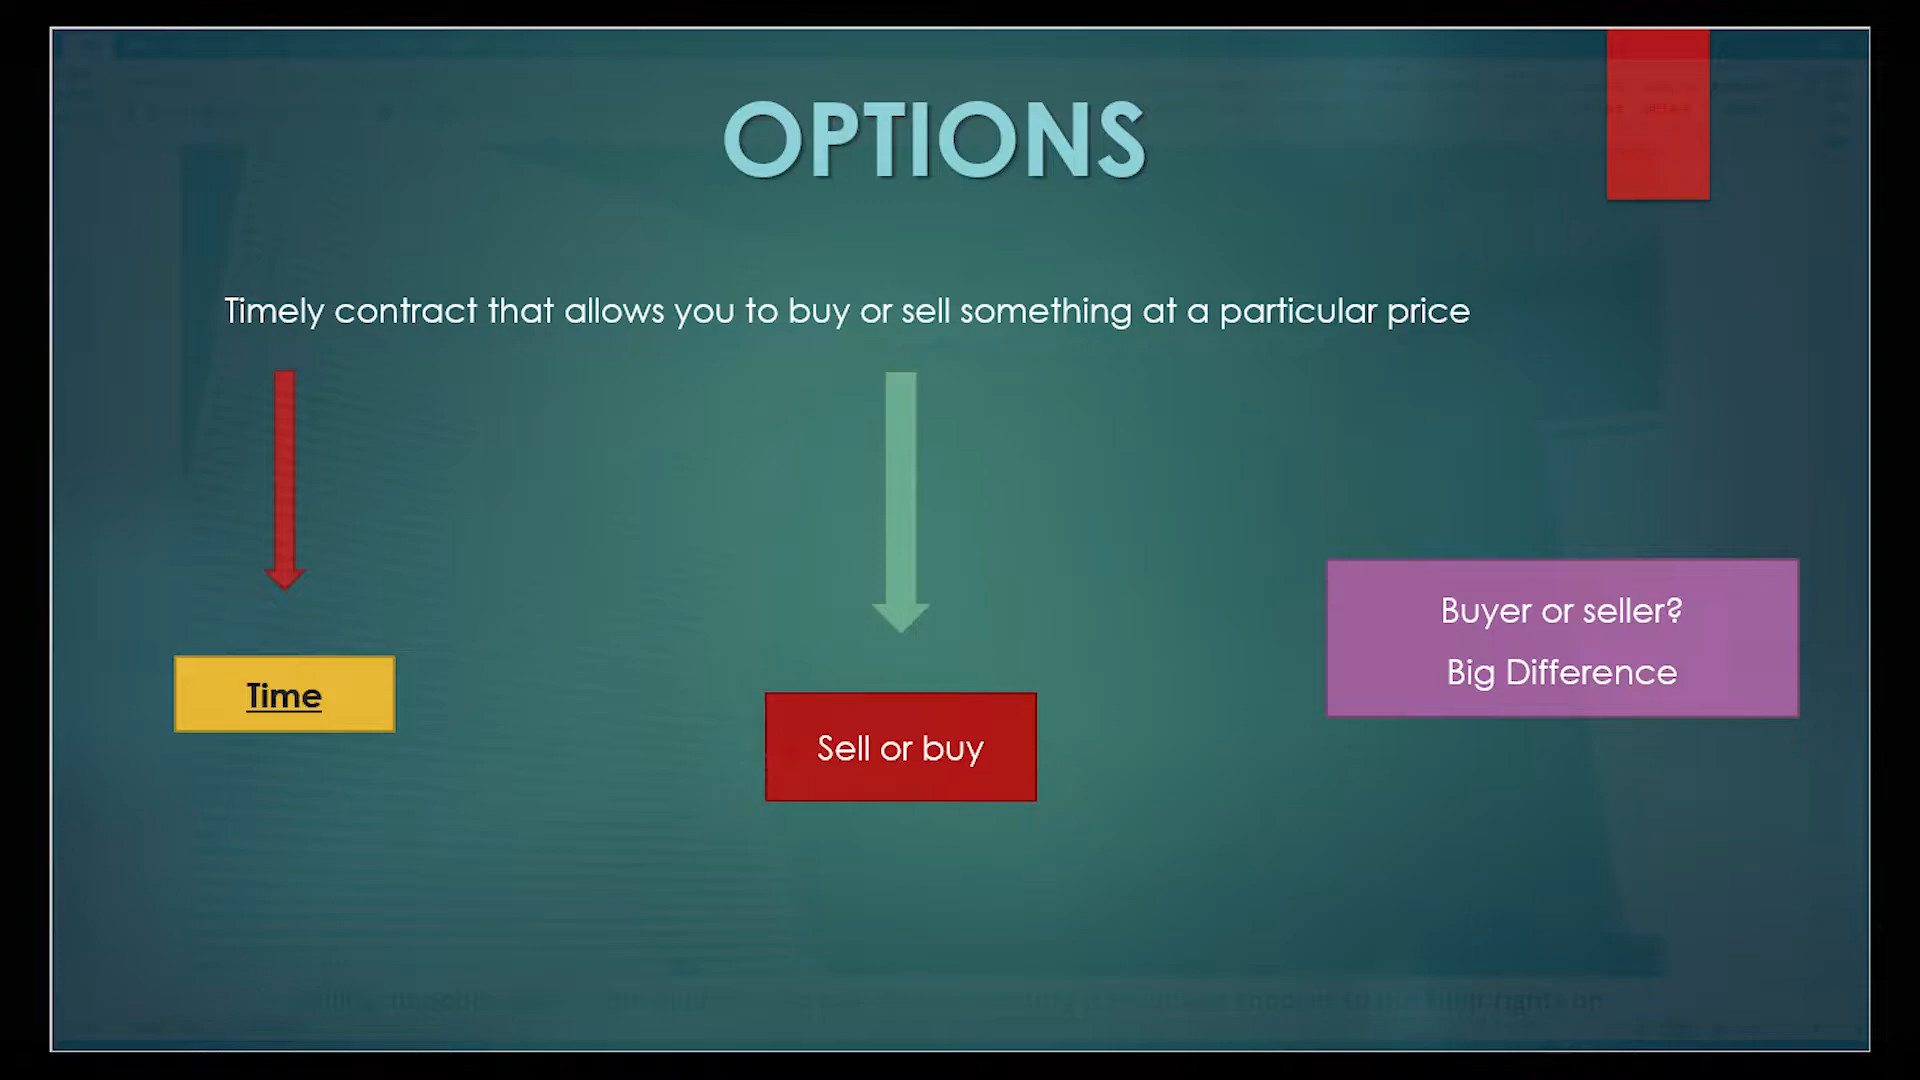 OPTIONS
Timely contract that allows you to buy or sell something at a particular price
Time
Sell or buy
Buyer or seller?
Big Difference